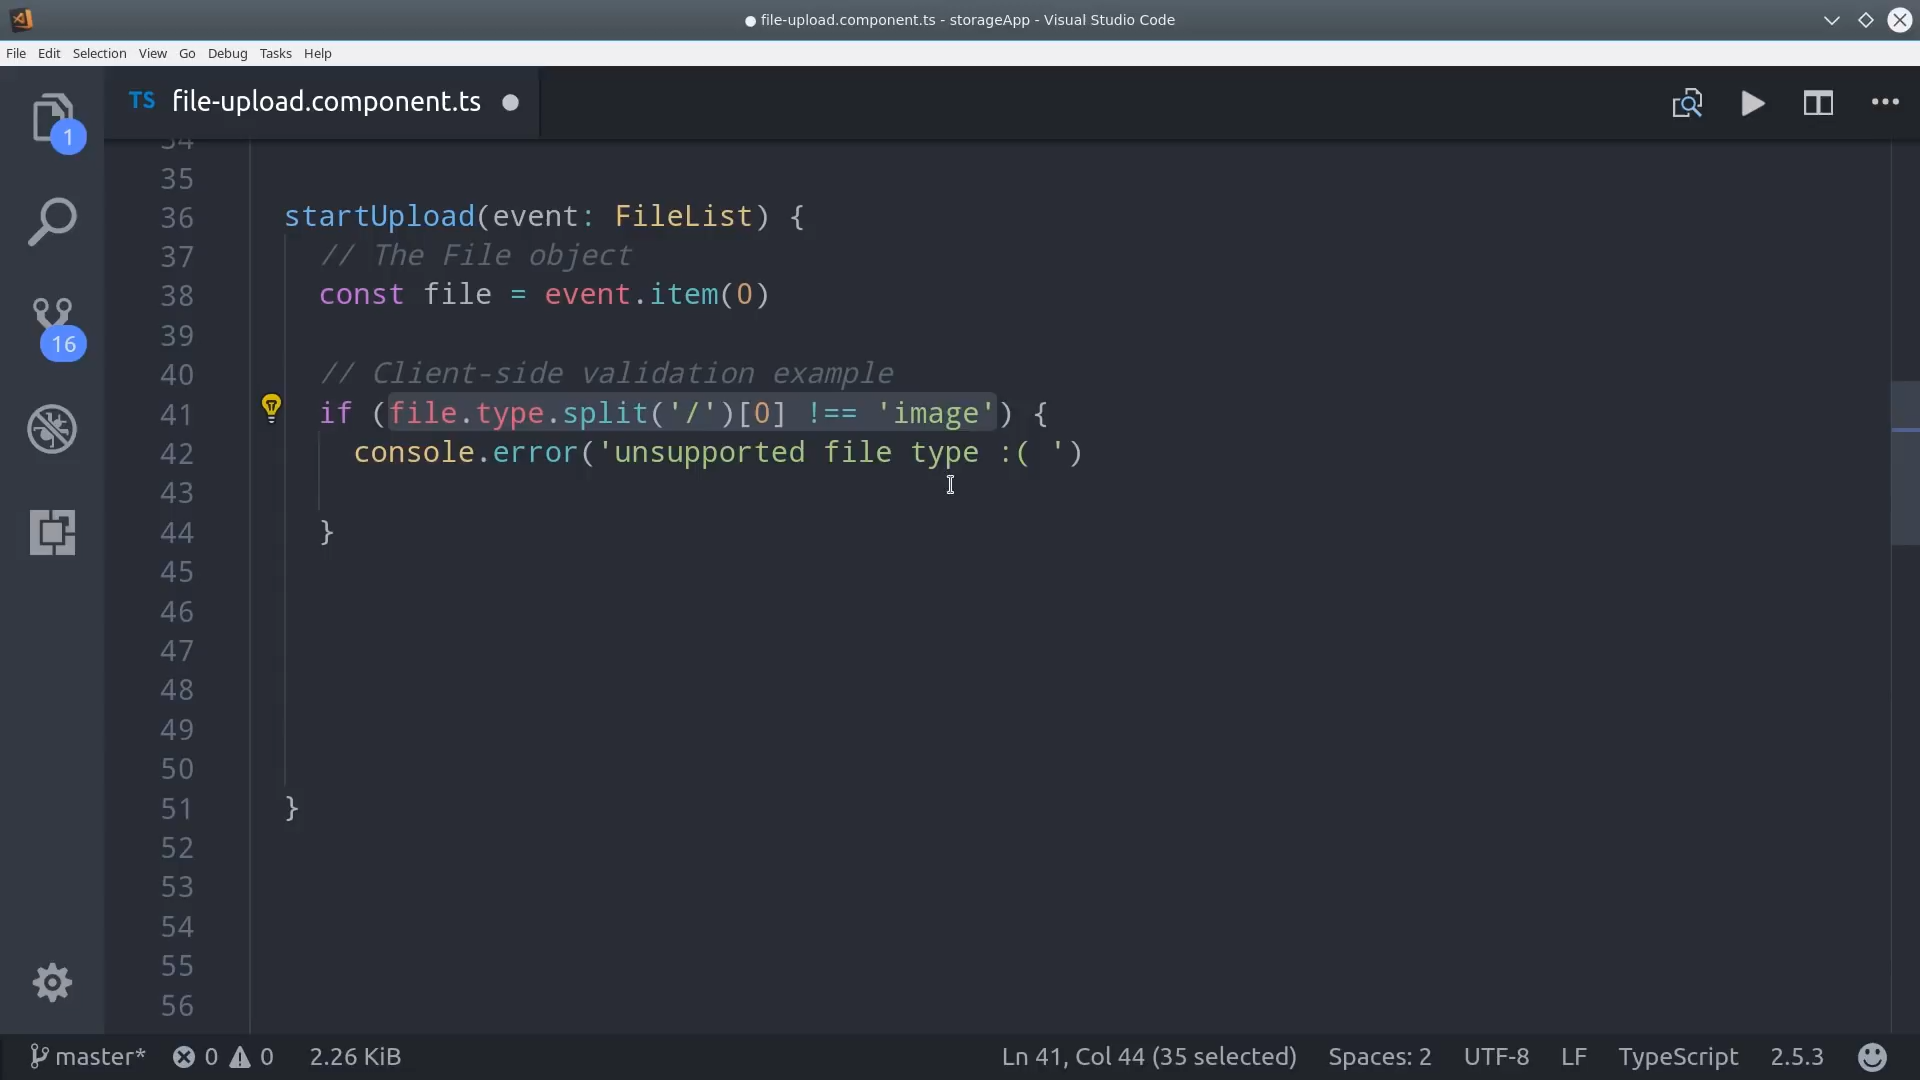 file-upload.component.ts - storageApp - Visual Studio Code
File Edit Selection View Go Debug Tasks Help
TS file-upload.component.ts
1
16
34
35
36 startUpload(event: FileList) {
37 // The File object
38 const file = event.item(0)
39
40 // Client-side validation example
41 if (file.type.split('/')[0] !== 'image') {
42 console.error('unsupported file type :( ')
43
44 }
45
46
47
48
49
50
51 }
52
53
54
55
56
master* 0 0 2.26 KiB Ln 41, Col 44 (35 selected) Spaces: 2 UTF-8 LF TypeScript 2.5.3